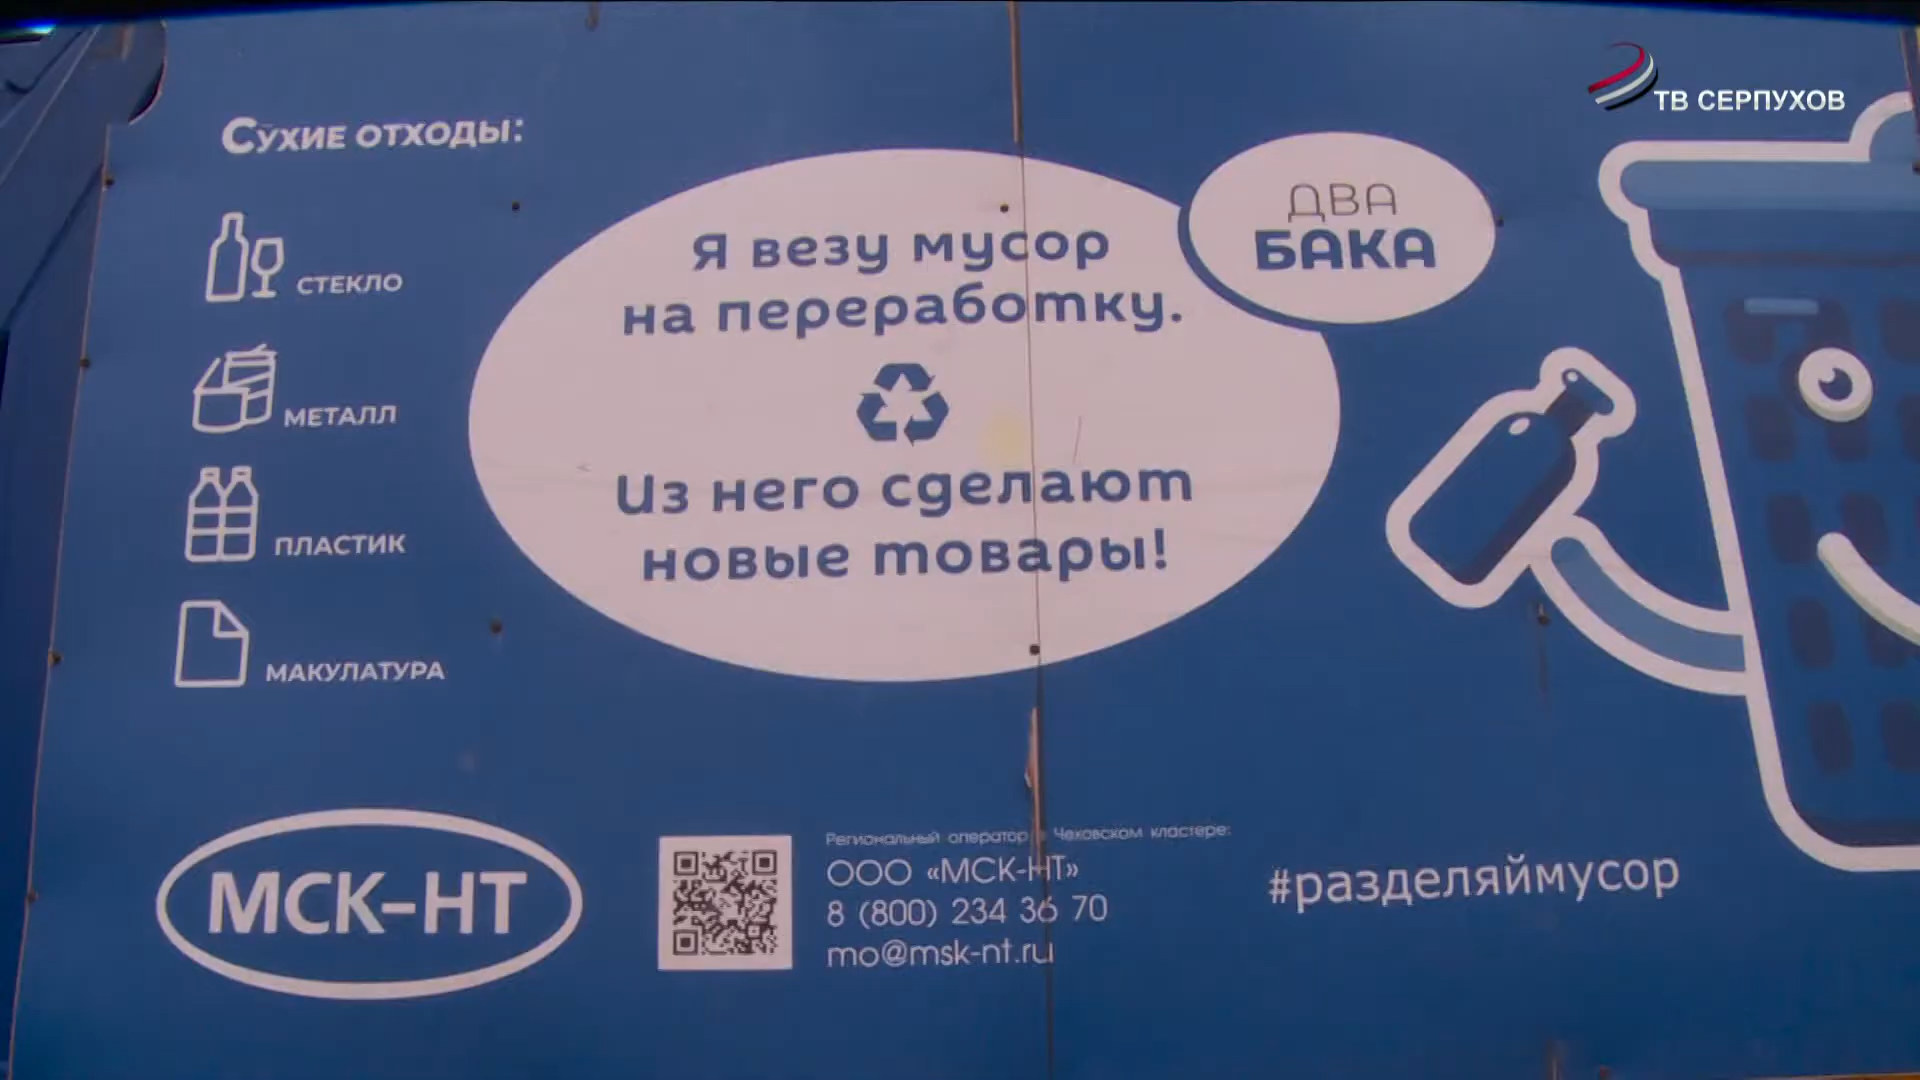 ТВ СЕРПУХОВ
Сухие отходы:
СТЕКЛО
МЕТАЛЛ
ПЛАСТИК
МАКУЛАТУРА
Я везу мусор
на переработку.
Из него сделают
новые товары!
ДВА
БАКА
МСК-НТ
Региональный оператор в Чеховском кластере:
ООО «МСК-НТ»
8 (800) 234 36 70
mo@msk-nt.ru
#разделяймусор